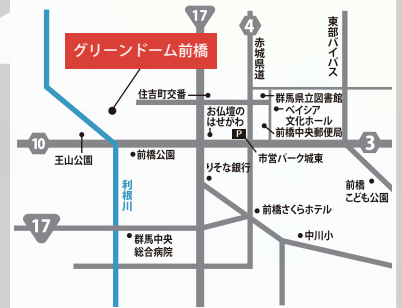 17
4
グリーンドーム前橋
赤城県道
東部バイパス
住吉町交番
群馬県立図書館
ベイシア
文化ホール
前橋中央郵便局
お仏壇の
はせがわ
P
10
3
王山公園
前橋公園
市営パーク城東
りそな銀行
利根川
前橋
こども公園
前橋さくらホテル
17
群馬中央
総合病院
中川小